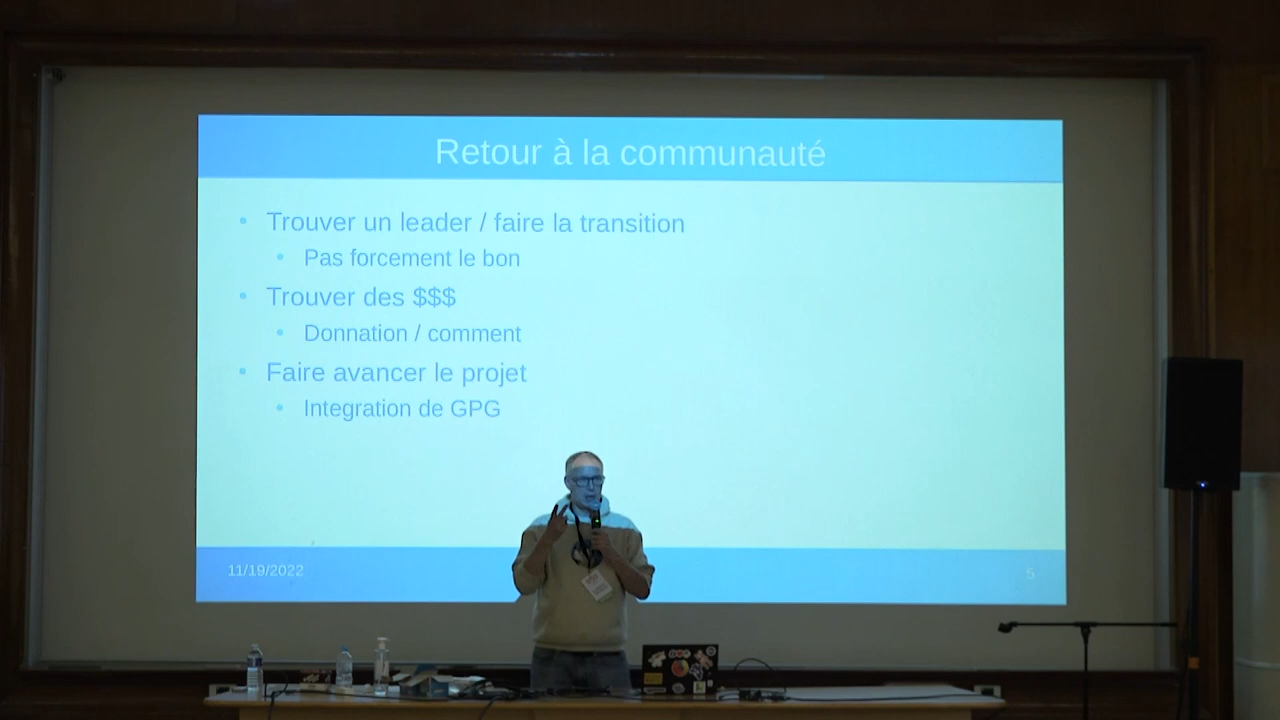 Retour à la communauté
• Trouver un leader / faire la transition
• Pas forcement le bon
• Trouver des $$$
• Donnation / comment
• Faire avancer le projet
• Integration de GPG
11/19/2022
5